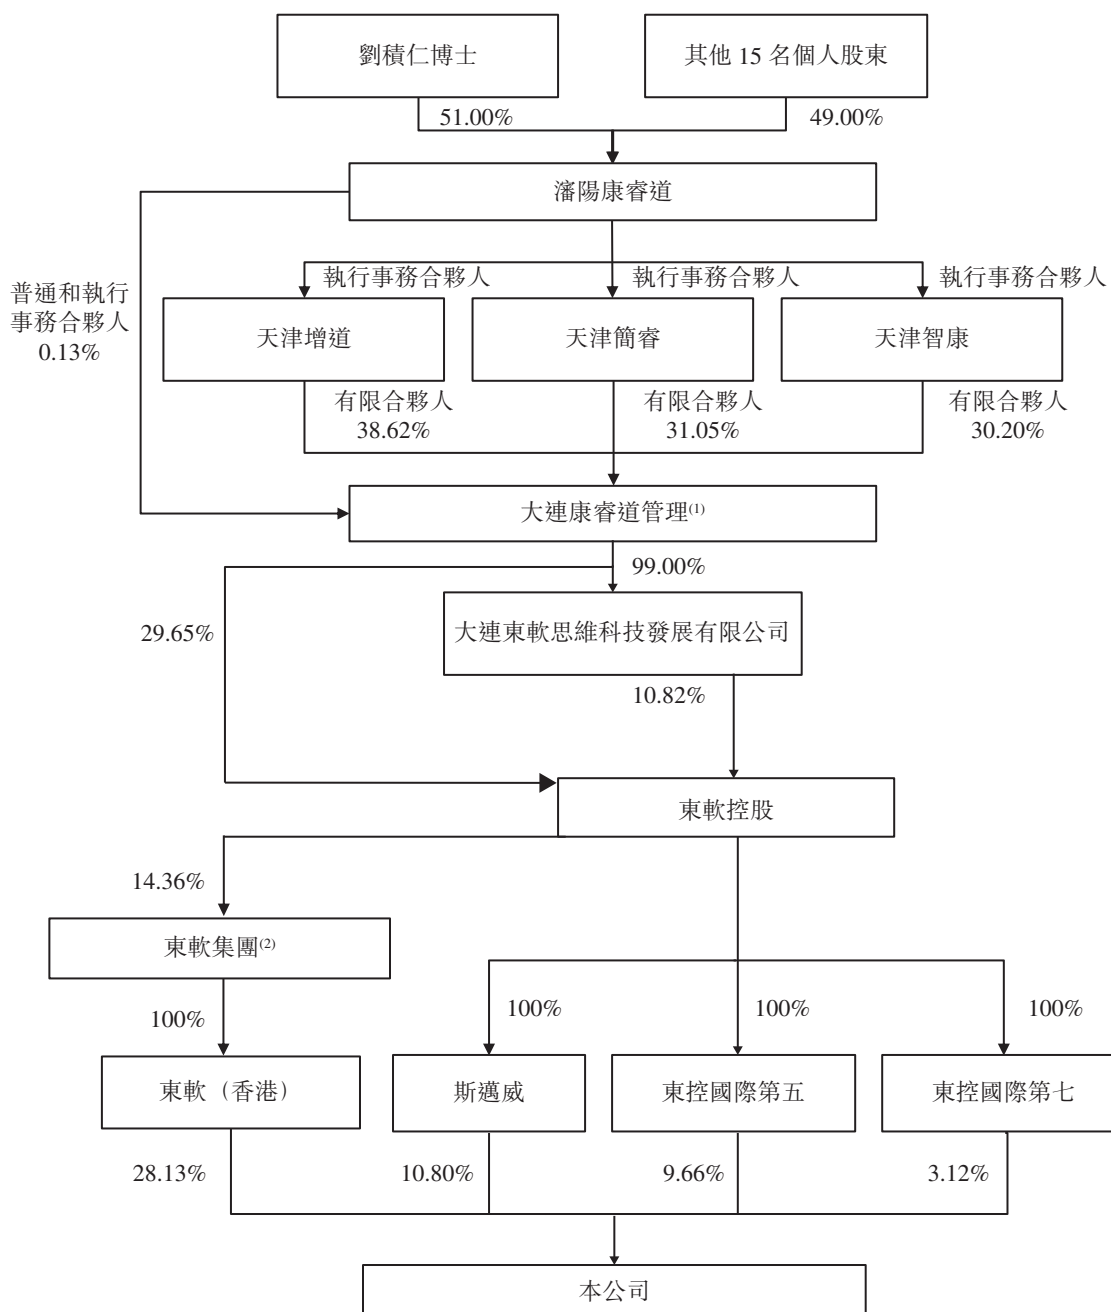 劉積仁博士
其他 15 名個人股東
51.00%
49.00%
瀋陽康睿道
執行事務合夥人
執行事務合夥人
執行事務合夥人
普通和執行
事務合夥人
0.13%
天津增道
天津簡睿
天津智康
有限合夥人
38.62%
有限合夥人
31.05%
有限合夥人
30.20%
大連康睿道管理(1)
99.00%
29.65%
大連東軟思維科技發展有限公司
10.82%
東軟控股
14.36%
東軟集團(2)
100%
100%
100%
100%
東軟（香港）
斯邁威
東控國際第五
東控國際第七
28.13%
10.80%
9.66%
3.12%
本公司